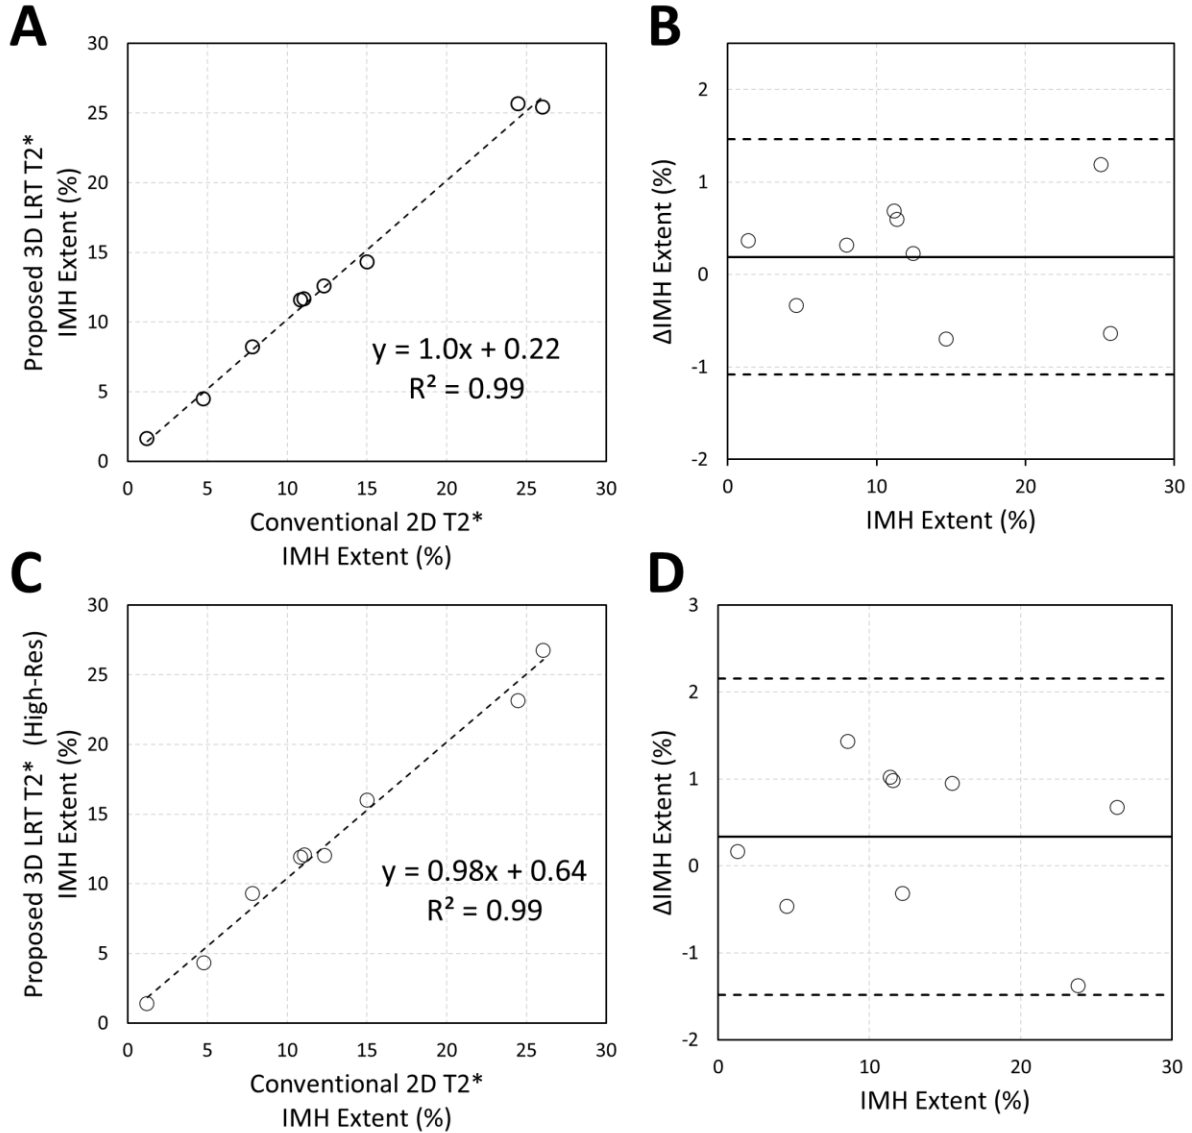 A
Proposed 3D LRT T2*
IMH Extent (%)
30
25
20
15
10
5
0
y = 1.0x + 0.22
R² = 0.99
0 5 10 15 20 25 30
Conventional 2D T2*
IMH Extent (%)
B
ΔIMH Extent (%)
2
1
0
-1
-2
0 10 20 30
IMH Extent (%)
C
Proposed 3D LRT T2* (High-Res)
IMH Extent (%)
30
25
20
15
10
5
0
y = 0.98x + 0.64
R² = 0.99
0 5 10 15 20 25 30
Conventional 2D T2*
IMH Extent (%)
D
ΔIMH Extent (%)
3
2
1
0
-1
-2
0 10 20 30
IMH Extent (%)